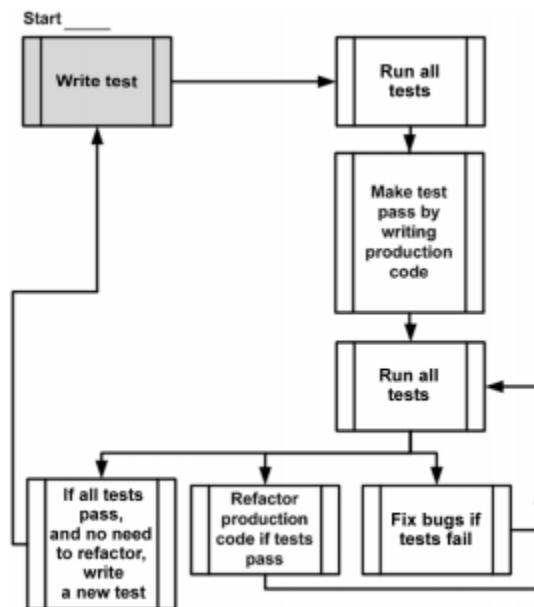 Start
Write test
Run all
tests
Make test
pass by
writing
production
code
Run all
tests
If all tests
pass,
and no need
to refactor,
write
a new test
Refactor
production
code if tests
pass
Fix bugs if
tests fail